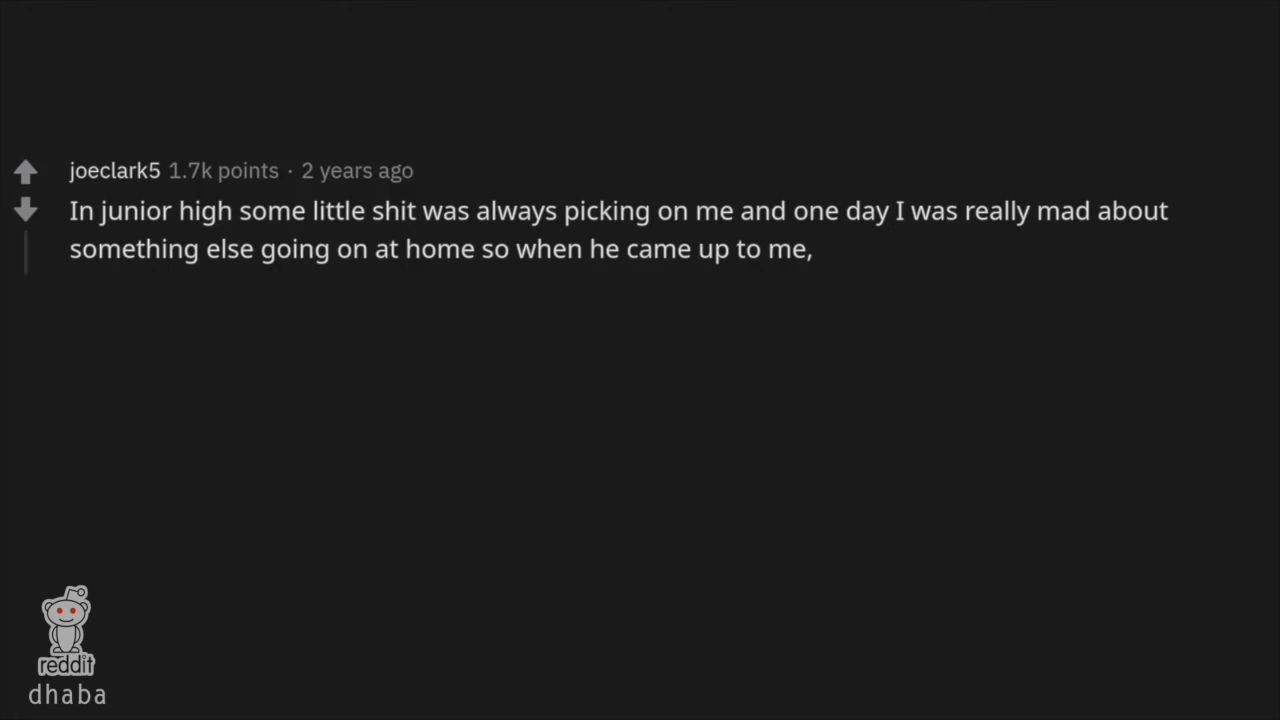 joeclark5 1.7k points · 2 years ago
In junior high some little shit was always picking on me and one day I was really mad about
something else going on at home so when he came up to me,
reddit
dhaba